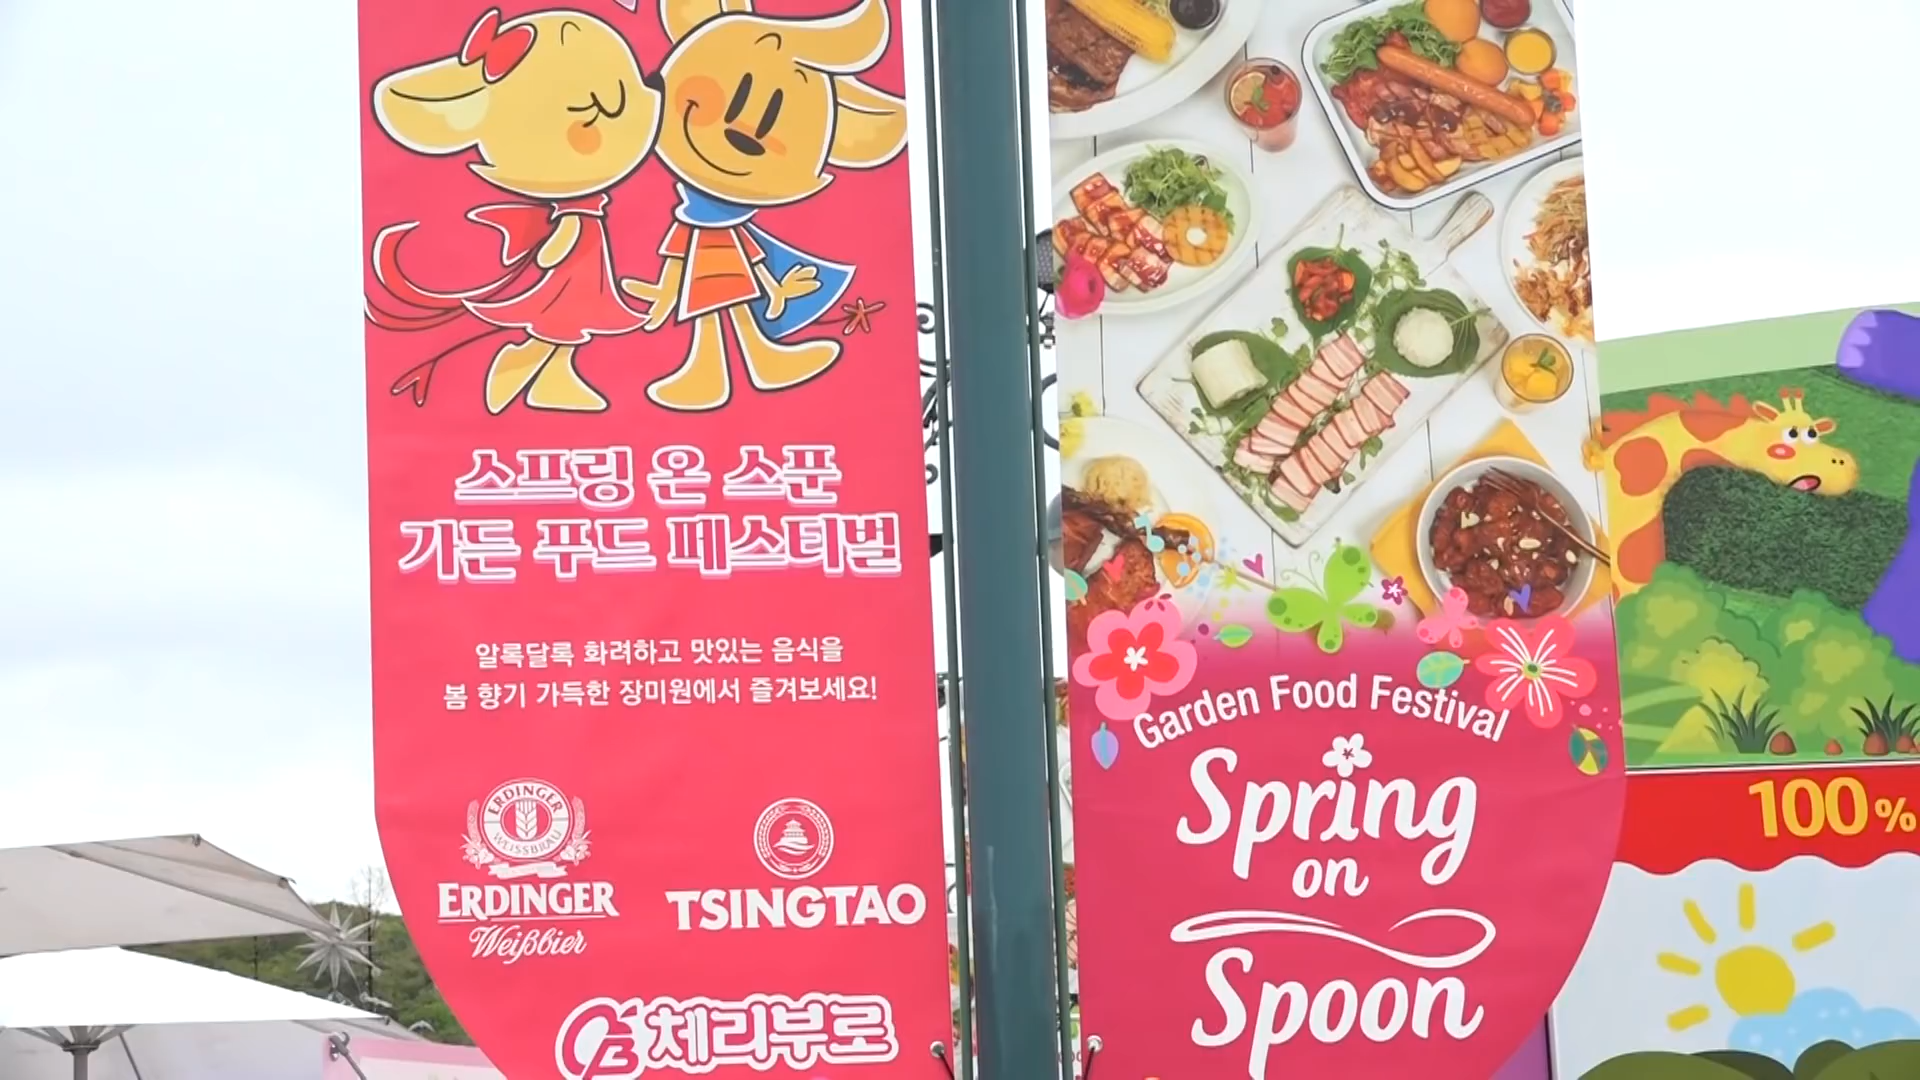 스프링 온 스푼
가든 푸드 페스티벌
알록달록 화려하고 맛있는 음식을
봄 향기 가득한 장미원에서 즐겨보세요!
ERDINGER
WEISSBRÄU
ERDINGER
Weißbier
TSINGTAO
체리부로
Garden Food Festival
Spring
on
Spoon
100%